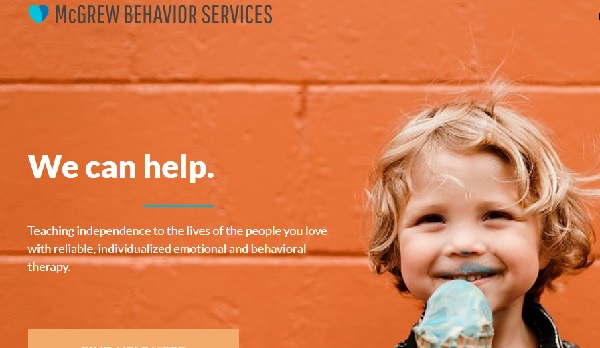 McGREW BEHAVIOR SERVICES
We can help.
Teaching independence to the lives of the people you love
with reliable, individualized emotional and behavioral
therapy.